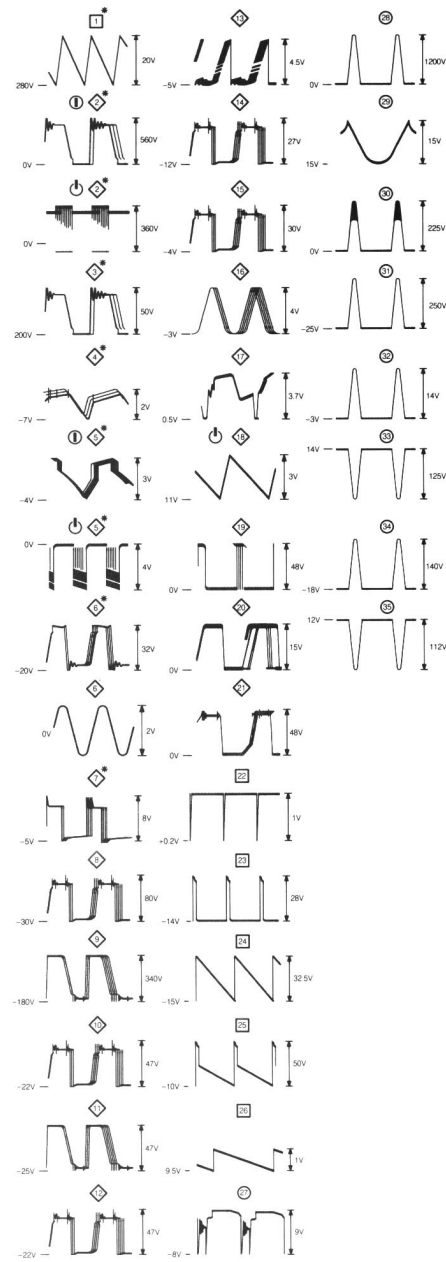 1*
20V
280V
2*
560V
0V
2*
360V
0V
3*
50V
200V
4*
2V
-7V
5*
3V
-4V
5*
0V
4V
6*
32V
-20V
6
0V
2V
7*
8V
-5V
8
80V
-30V
9
340V
-180V
10
47V
-22V
11
47V
-25V
12
47V
-22V
13
4.5V
-5V
14
27V
-12V
15
30V
-4V
16
4V
-3V
17
3.7V
0.5V
18
3V
11V
19
48V
0V
20
15V
0V
21
48V
0V
22
1V
+0.2V
23
28V
-14V
24
32.5V
-15V
25
50V
-10V
26
1V
9.5V
27
9V
-8V
28
1200V
0V
29
15V
15V
30
225V
0V
31
250V
-25V
32
14V
-3V
33
14V
125V
34
140V
-18V
35
12V
112V